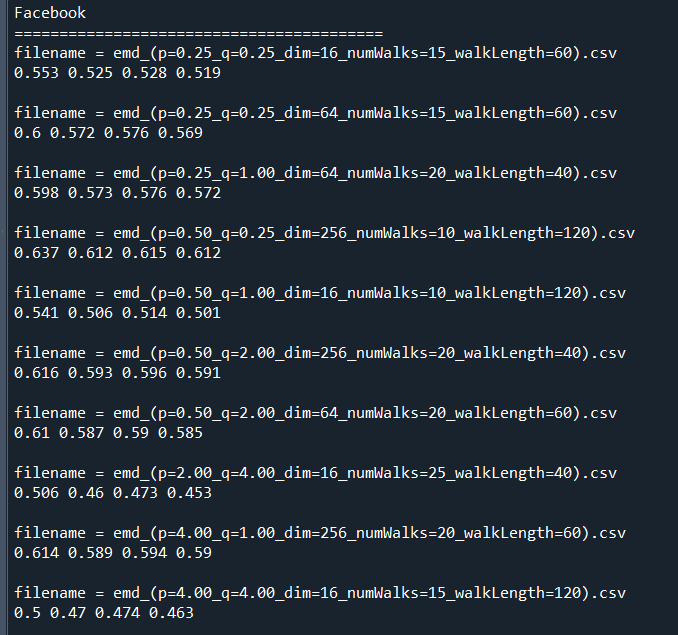 Facebook
=========================================
filename = emd_(p=0.25_q=0.25_dim=16_numWalks=15_walkLength=60).csv
0.553 0.525 0.528 0.519
filename = emd_(p=0.25_q=0.25_dim=64_numWalks=15_walkLength=60).csv
0.6 0.572 0.576 0.569
filename = emd_(p=0.25_q=1.00_dim=64_numWalks=20_walkLength=40).csv
0.598 0.573 0.576 0.572
filename = emd_(p=0.50_q=0.25_dim=256_numWalks=10_walkLength=120).csv
0.637 0.612 0.615 0.612
filename = emd_(p=0.50_q=1.00_dim=16_numWalks=10_walkLength=120).csv
0.541 0.506 0.514 0.501
filename = emd_(p=0.50_q=2.00_dim=256_numWalks=20_walkLength=40).csv
0.616 0.593 0.596 0.591
filename = emd_(p=0.50_q=2.00_dim=64_numWalks=20_walkLength=60).csv
0.61 0.587 0.59 0.585
filename = emd_(p=2.00_q=4.00_dim=16_numWalks=25_walkLength=40).csv
0.506 0.46 0.473 0.453
filename = emd_(p=4.00_q=1.00_dim=256_numWalks=20_walkLength=60).csv
0.614 0.589 0.594 0.59
filename = emd_(p=4.00_q=4.00_dim=16_numWalks=15_walkLength=120).csv
0.5 0.47 0.474 0.463